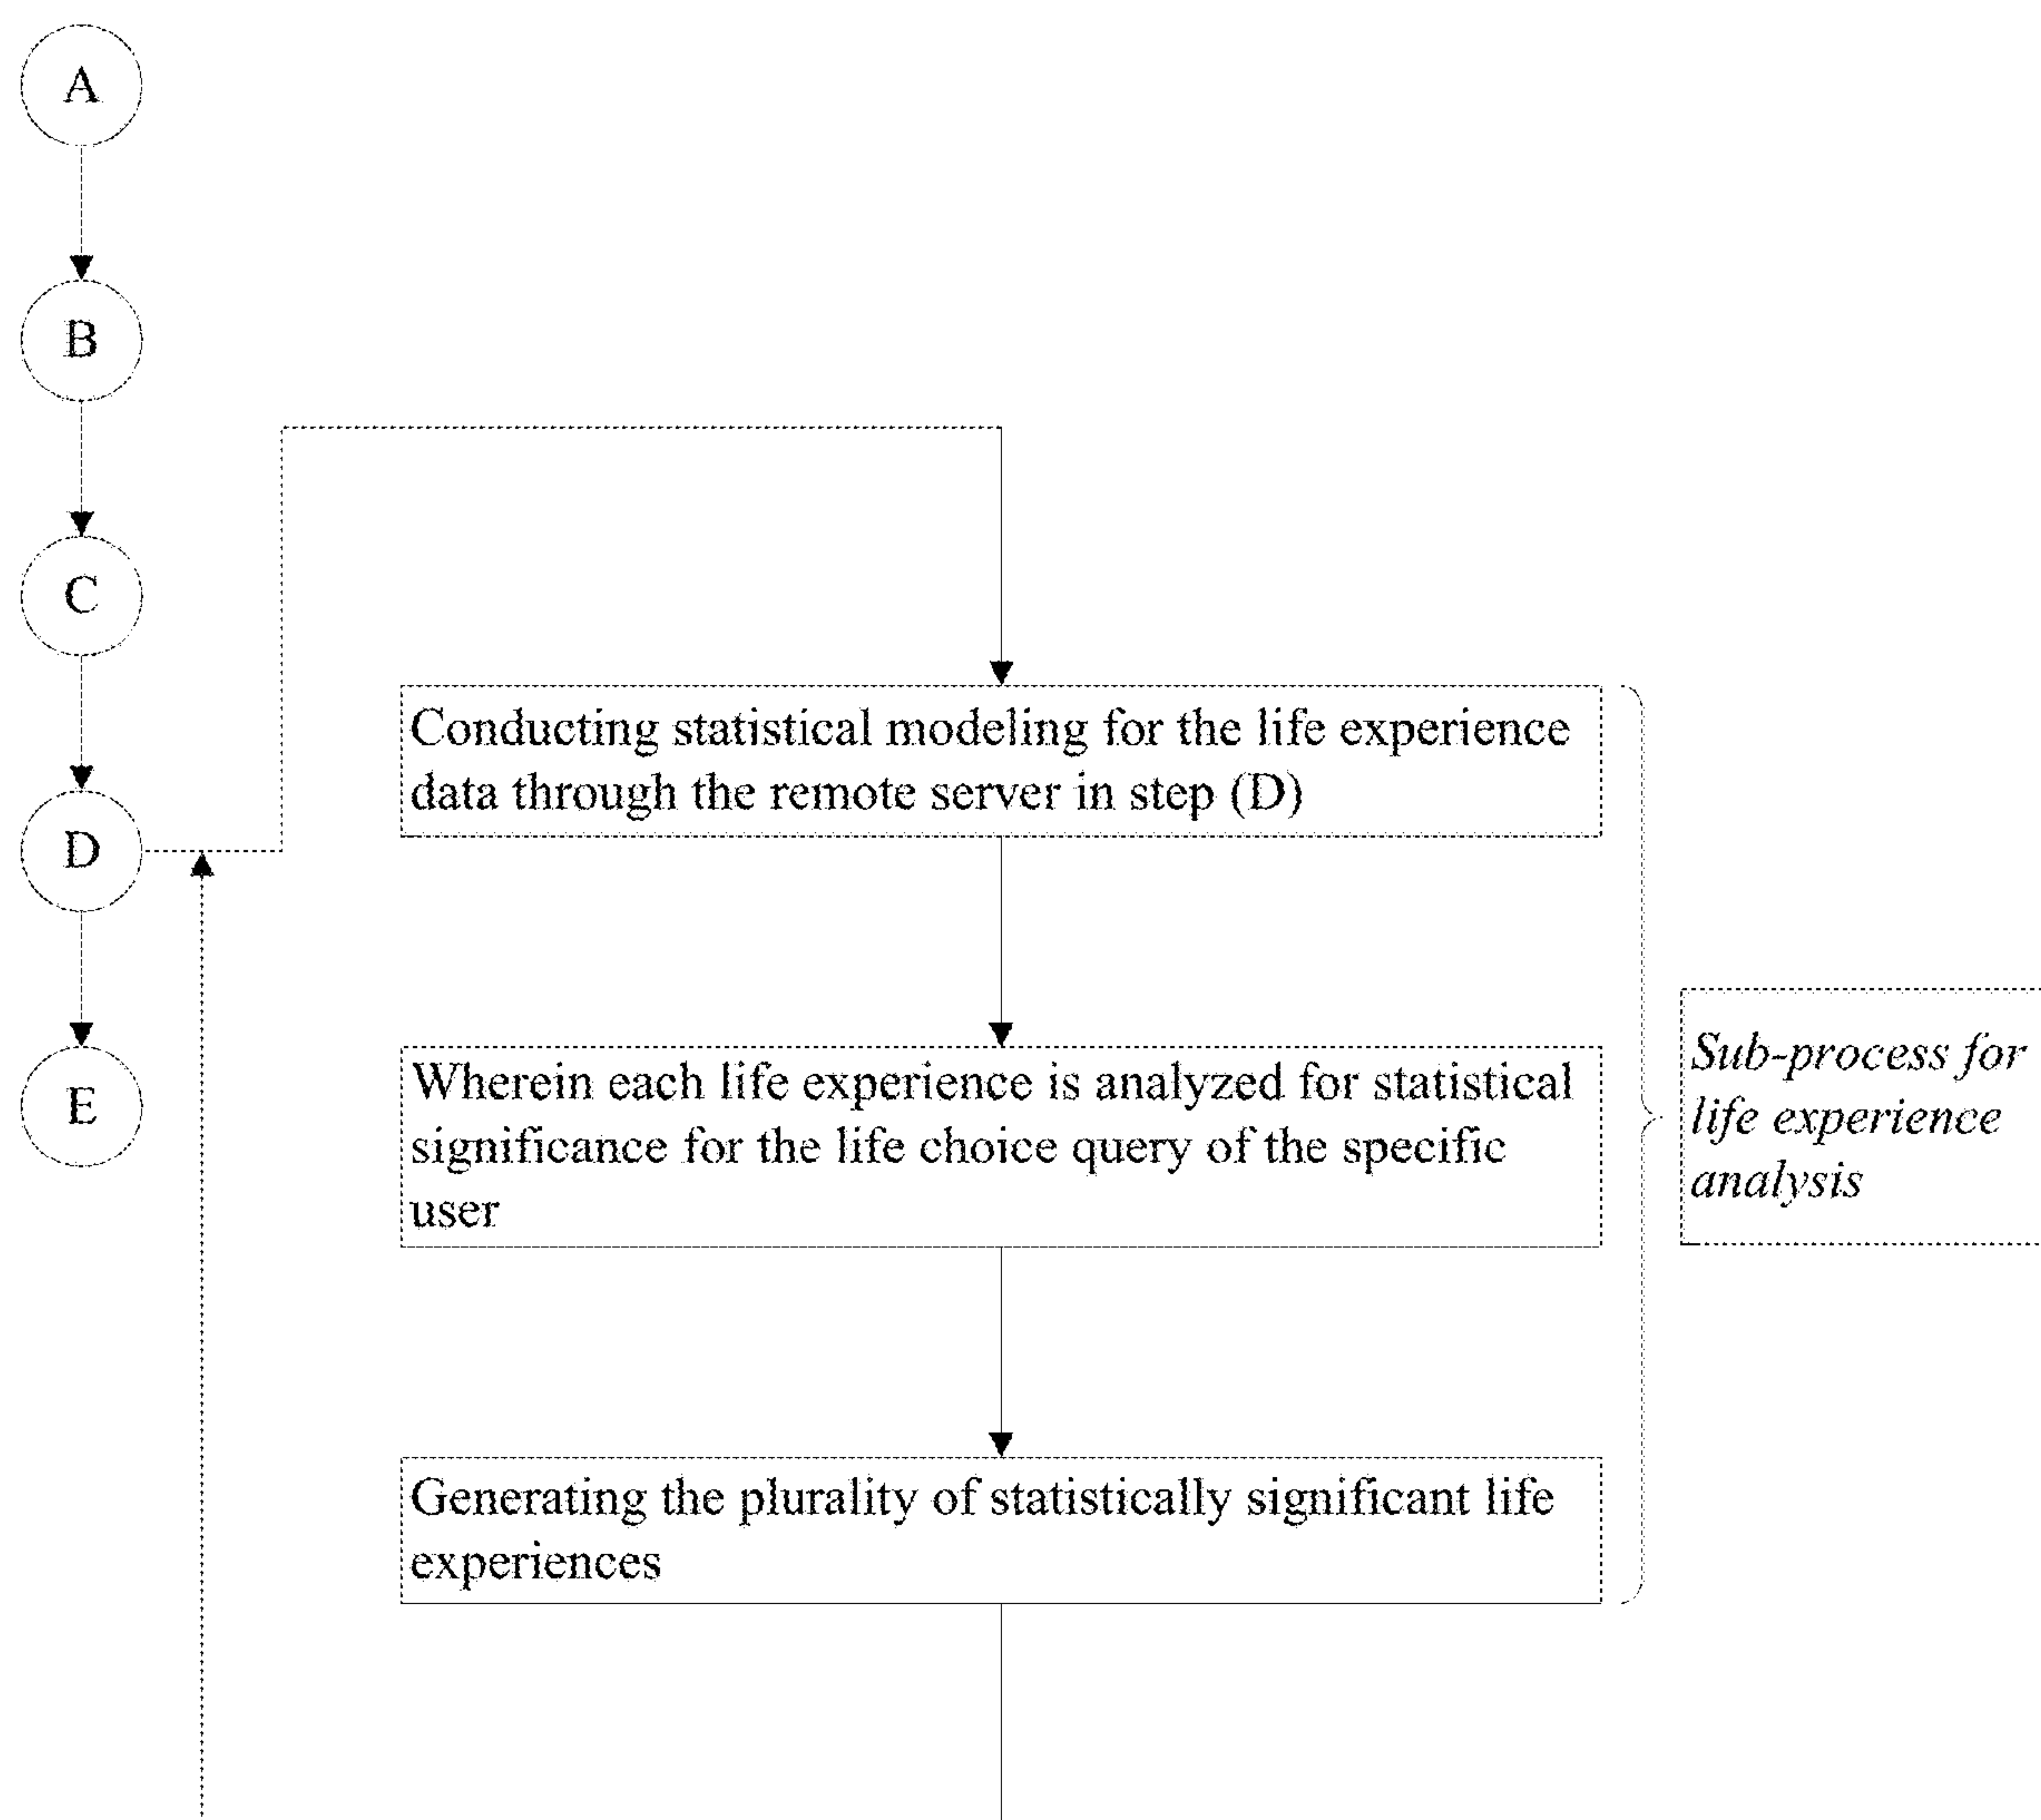 A
B
C
D
E
Conducting statistical modeling for the life experience
data through the remote server in step (D)
Wherein each life experience is analyzed for statistical
significance for the life choice query of the specific
user
Generating the plurality of statistically significant life
experiences
Sub-process for
life experience
analysis